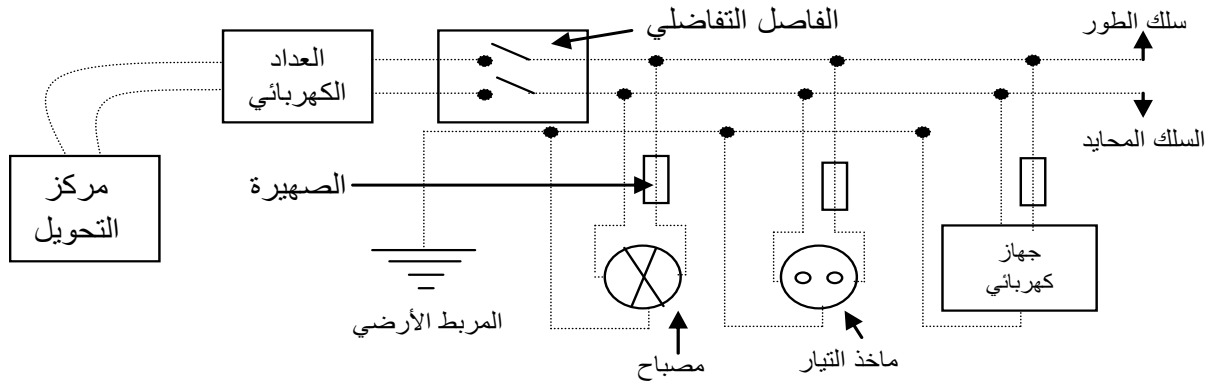 سلك الطور
الفاصل التفاضلي
العداد
الكهربائي
السلك المحايد
مركز
التحويل
الصهيرة
جهاز
كهربائي
المربط الأرضي
ماخذ التيار
مصباح